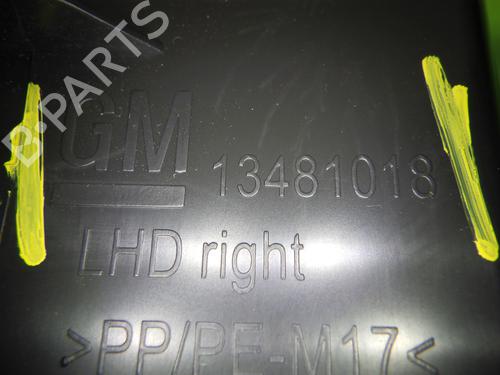 B-PARTS
GM 13481018
LHD right
>PP/PE-M17<